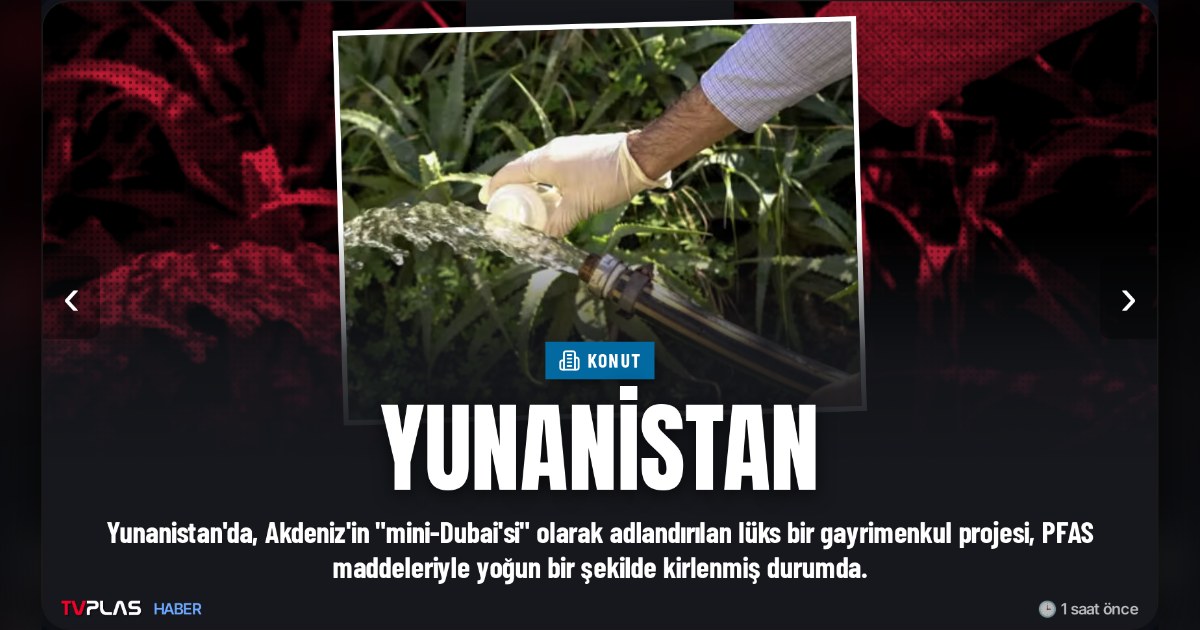 KONUT
YUNANİSTAN
Yunanistan'da, Akdeniz'in "mini-Dubai'si" olarak adlandırılan lüks bir gayrimenkul projesi, PFAS
maddeleriyle yoğun bir şekilde kirlenmiş durumda.
TVPLAS HABER
1 saat önce